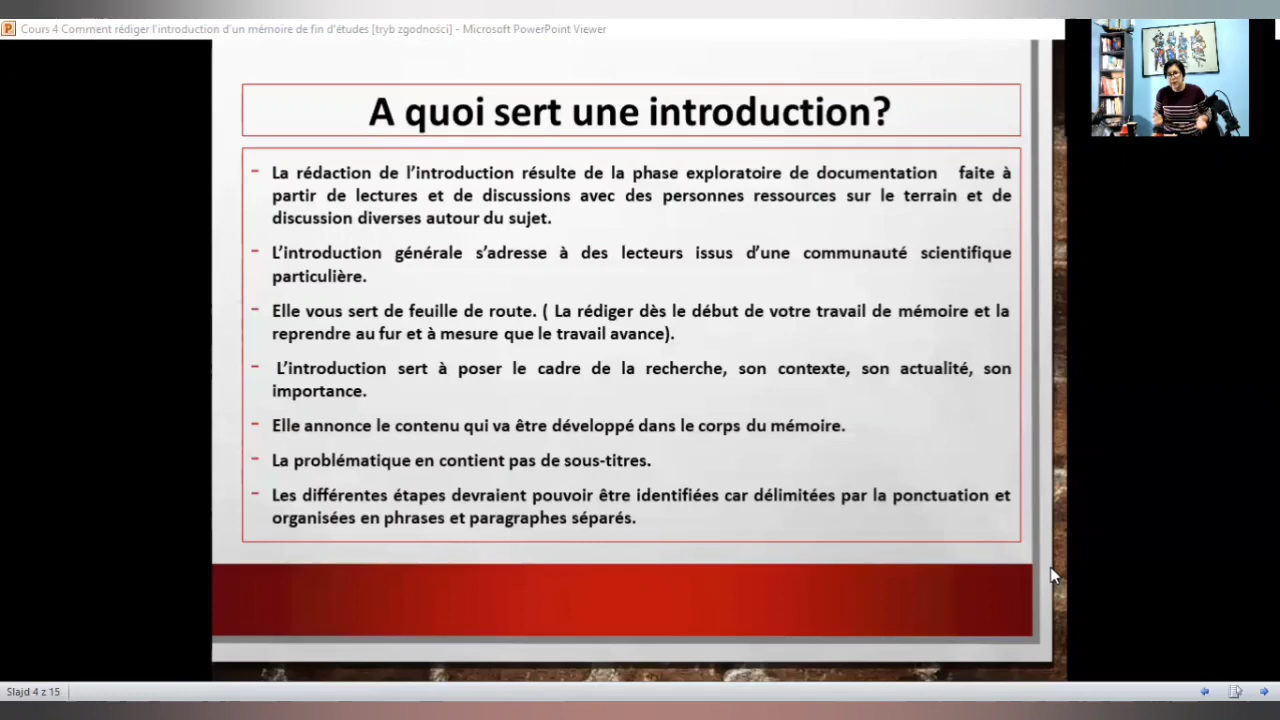 Cours 4 Comment rédiger l'introduction d'un mémoire de fin d'études [tryb zgodności] - Microsoft PowerPoint Viewer
A quoi sert une introduction?
- La rédaction de l'introduction résulte de la phase exploratoire de documentation faite à
partir de lectures et de discussions avec des personnes ressources sur le terrain et de
discussion diverses autour du sujet.
- L'introduction générale s'adresse à des lecteurs issus d'une communauté scientifique
particulière.
- Elle vous sert de feuille de route. ( La rédiger dès le début de votre travail de mémoire et la
reprendre au fur et à mesure que le travail avance).
- L'introduction sert à poser le cadre de la recherche, son contexte, son actualité, son
importance.
- Elle annonce le contenu qui va être développé dans le corps du mémoire.
- La problématique en contient pas de sous-titres.
- Les différentes étapes devraient pouvoir être identifiées car délimitées par la ponctuation et
organisées en phrases et paragraphes séparés.
Slajd 4 z 15